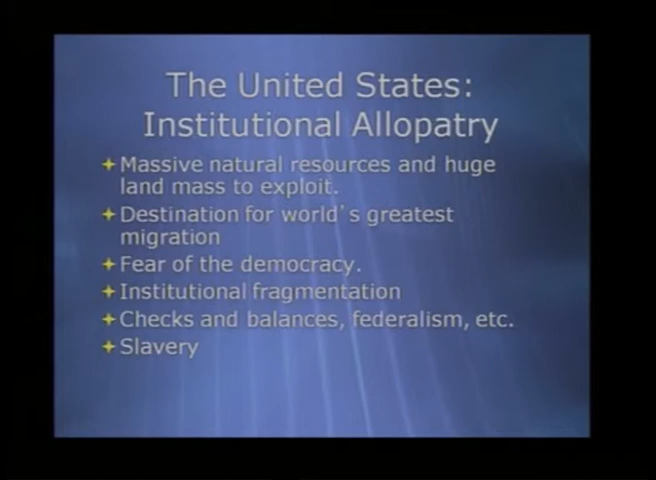 The United States:
Institutional Allopatry
Massive natural resources and huge
land mass to exploit.
Destination for world's greatest
migration
Fear of the democracy.
Institutional fragmentation
Checks and balances, federalism, etc.
Slavery